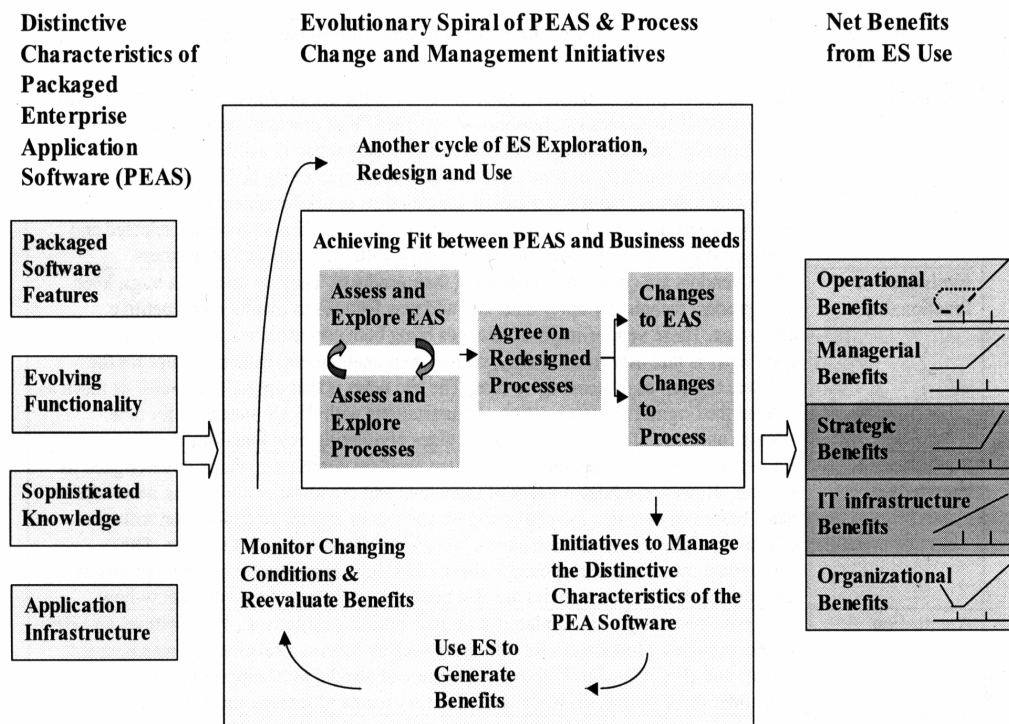 Distinctive
Characteristics of
Packaged
Enterprise
Application
Software (PEAS)
Evolutionary Spiral of PEAS & Process
Change and Management Initiatives
Net Benefits
from ES Use
Packaged
Software
Features
Evolving
Functionality
Sophisticated
Knowledge
Application
Infrastructure
Another cycle of ES Exploration,
Redesign and Use
Achieving Fit between PEAS and Business needs
Assess and
Explore EAS
Assess and
Explore
Processes
Agree on
Redesigned
Processes
Changes
to EAS
Changes
to
Process
Initiatives to Manage
the Distinctive
Characteristics of the
PEA Software
Use ES to
Generate
Benefits
Monitor Changing
Conditions &
Reevaluate Benefits
Operational
Benefits
Managerial
Benefits
Strategic
Benefits
IT infrastructure
Benefits
Organizational
Benefits